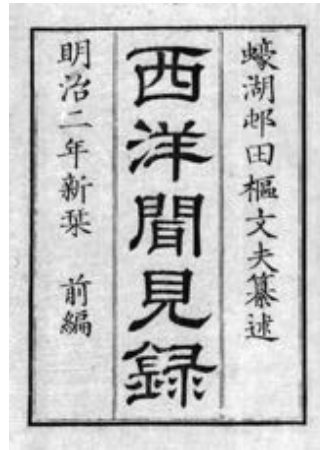 蠔湖邨田樞文夫纂述
西洋聞見録
明治二年新栞　前編